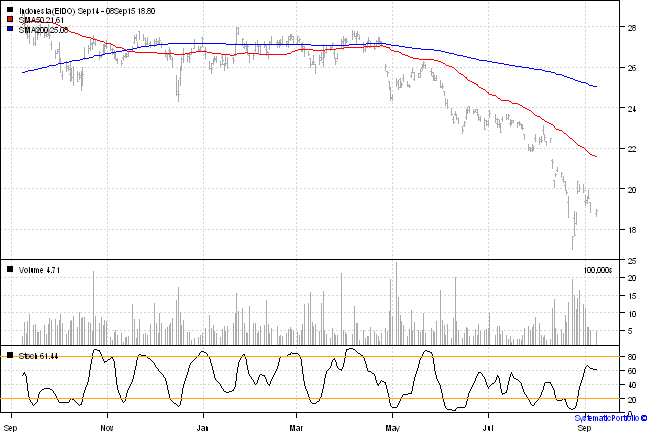 Indonesia(EIDO) Sep14 - 08Sep15 18.80
SMA50 21.61
SMA200 25.06
28
26
24
22
20
18
Volume 4.71
100,000s
25
20
15
10
5
Stoch 61.44
80
60
40
20
0
Sep Nov Jan Mar May Jul Sep
SystematicPortfolio ©